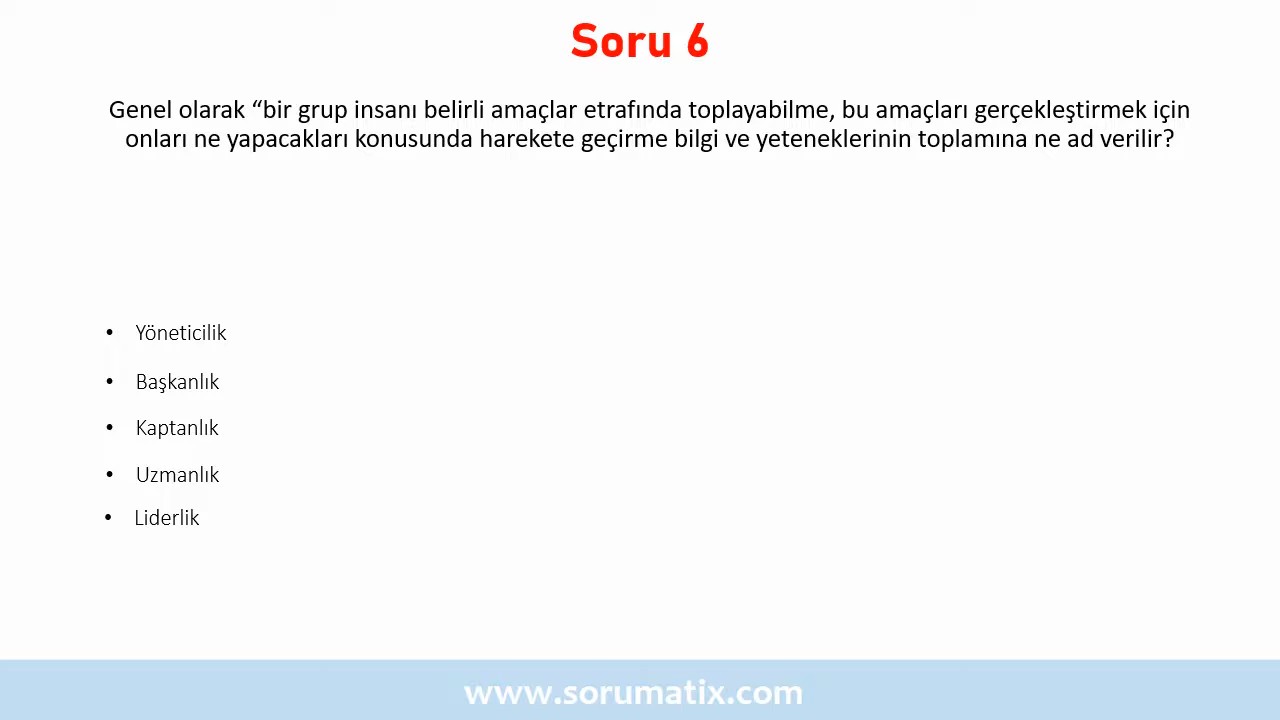 Soru 6
Genel olarak “bir grup insanı belirli amaçlar etrafında toplayabilme, bu amaçları gerçekleştirmek için
onları ne yapacakları konusunda harekete geçirme bilgi ve yeteneklerinin toplamına ne ad verilir?
• Yöneticilik
• Başkanlık
• Kaptanlık
• Uzmanlık
• Liderlik
www.sorumatix.com